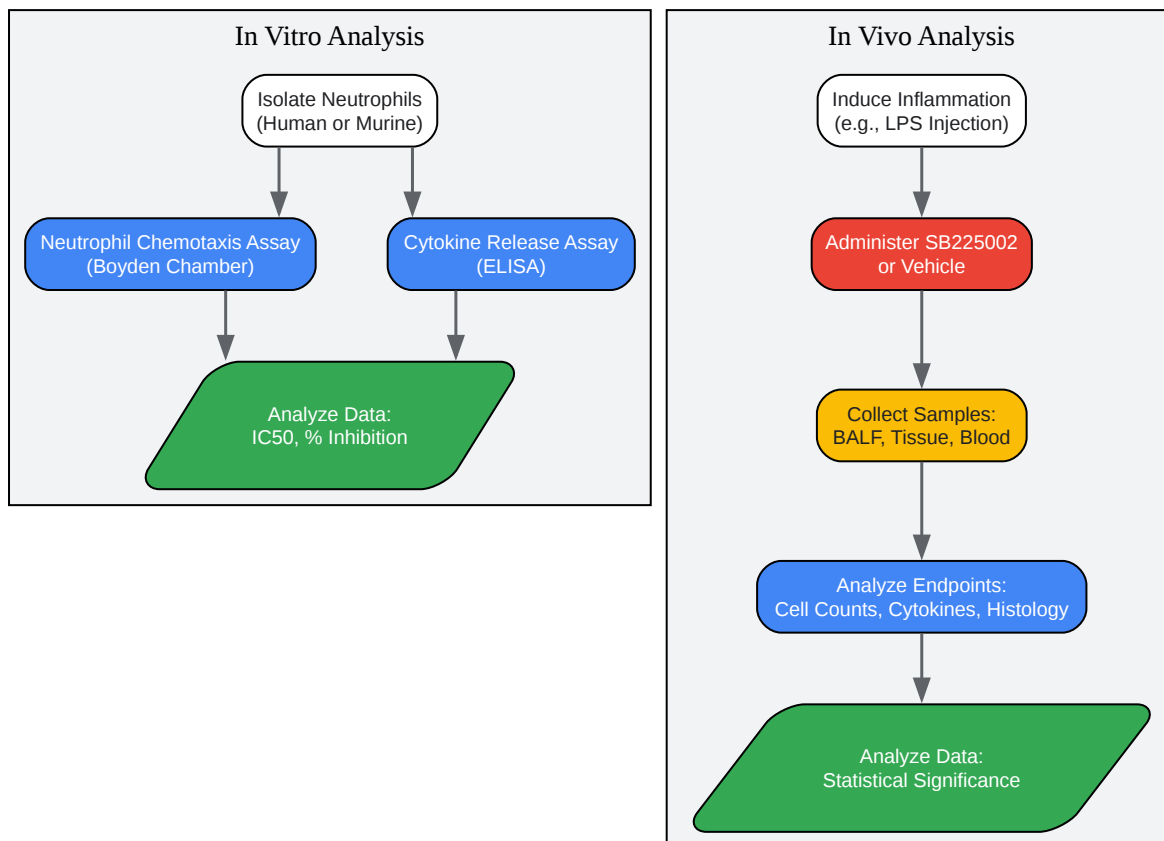 In Vitro Analysis
Isolate Neutrophils
(Human or Murine)
Neutrophil Chemotaxis Assay
(Boyden Chamber)
Cytokine Release Assay
(ELISA)
Analyze Data:
IC50, % Inhibition
In Vivo Analysis
Induce Inflammation
(e.g., LPS Injection)
Administer SB225002
or Vehicle
Collect Samples:
BALF, Tissue, Blood
Analyze Endpoints:
Cell Counts, Cytokines, Histology
Analyze Data:
Statistical Significance